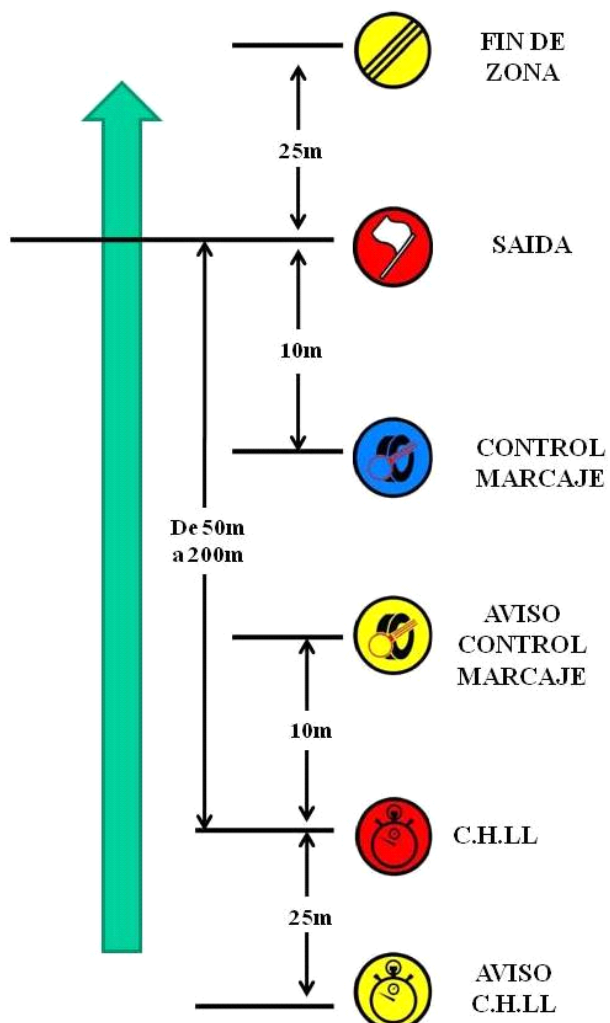 FIN DE
ZONA
25m
SAIDA
10m
CONTROL
MARCAJE
De 50m
a 200m
AVISO
CONTROL
MARCAJE
10m
C.H.LL
25m
AVISO
C.H.LL